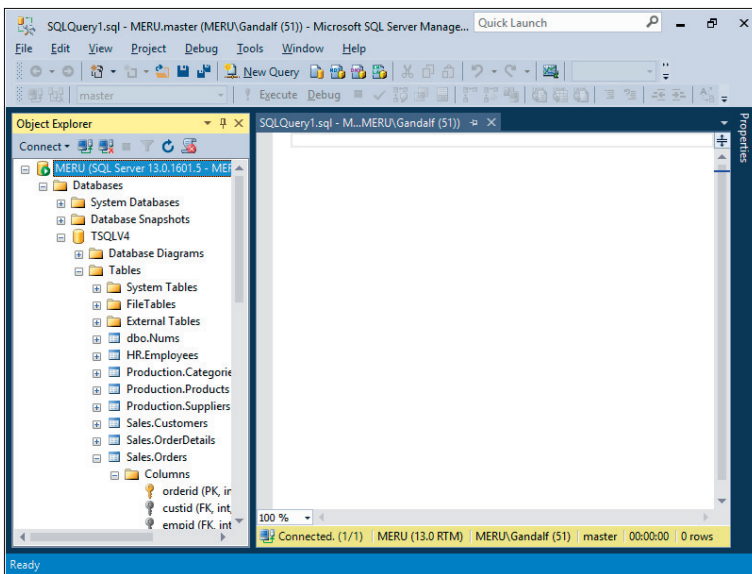 SQLQuery1.sql - MERU.master (MERU\Gandalf (51)) - Microsoft SQL Server Manage...
Quick Launch
File Edit View Project Debug Tools Window Help
New Query
master
Execute Debug
Object Explorer
SQLQuery1.sql - M...MERU\Gandalf (51))
Properties
Connect
MERU (SQL Server 13.0.1601.5 - MER
Databases
System Databases
Database Snapshots
TSQLV4
Database Diagrams
Tables
System Tables
FileTables
External Tables
dbo.Nums
HR.Employees
Production.Categorie
Production.Products
Production.Suppliers
Sales.Customers
Sales.OrderDetails
Sales.Orders
Columns
orderid (PK, in
custid (FK, int,
empid (FK, int
100 %
Connected. (1/1) MERU (13.0 RTM) MERU\Gandalf (51) master 00:00:00 0 rows
Ready